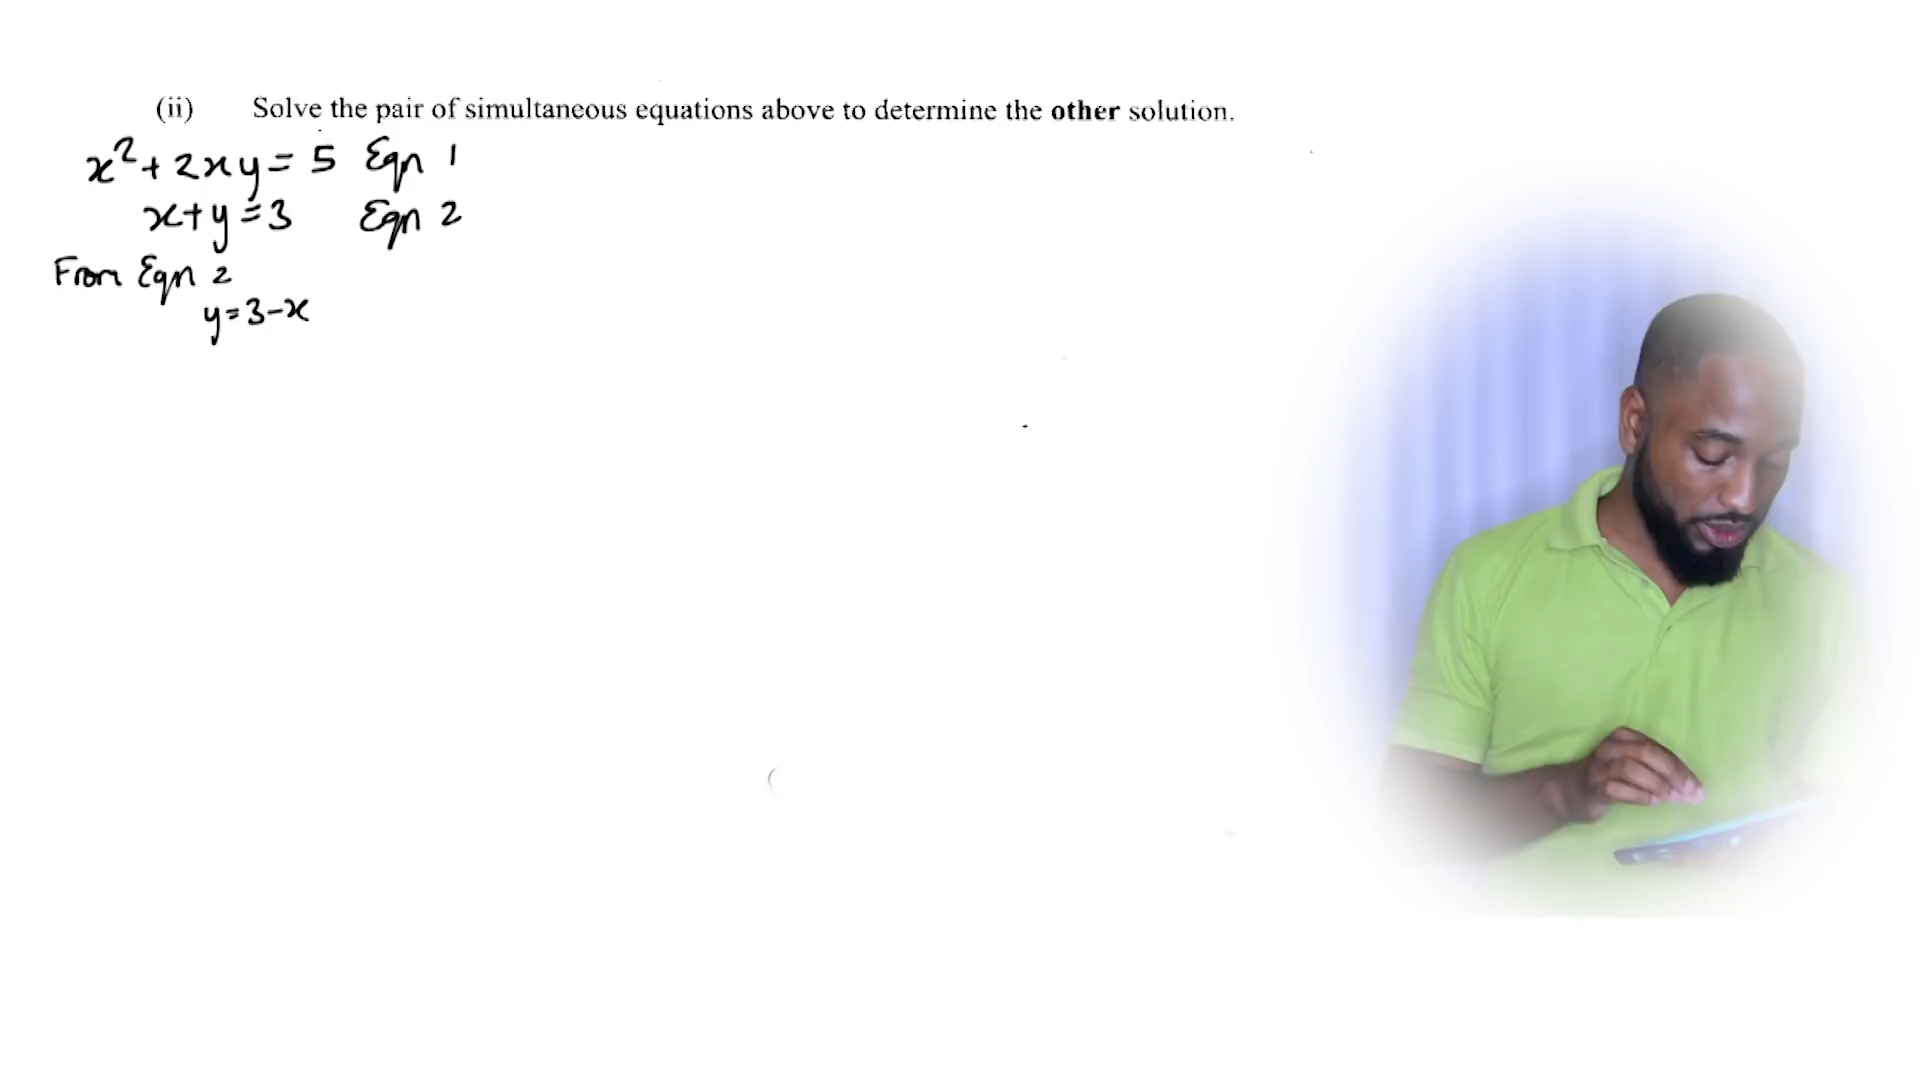 (ii) Solve the pair of simultaneous equations above to determine the other solution.
x²+2xy=5 Eqn 1
x+y=3 Eqn 2
From Eqn 2
y=3-x